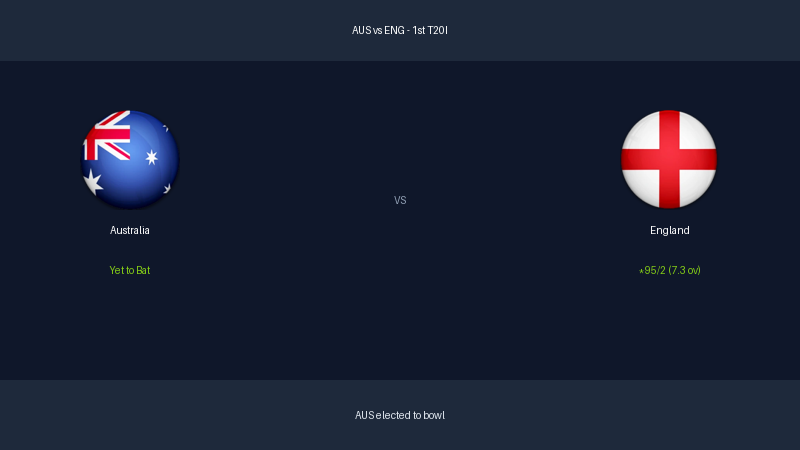 AUS vs ENG - 1st T20I
VS
Australia
England
Yet to Bat
*95/2 (7.3 ov)
AUS elected to bowl